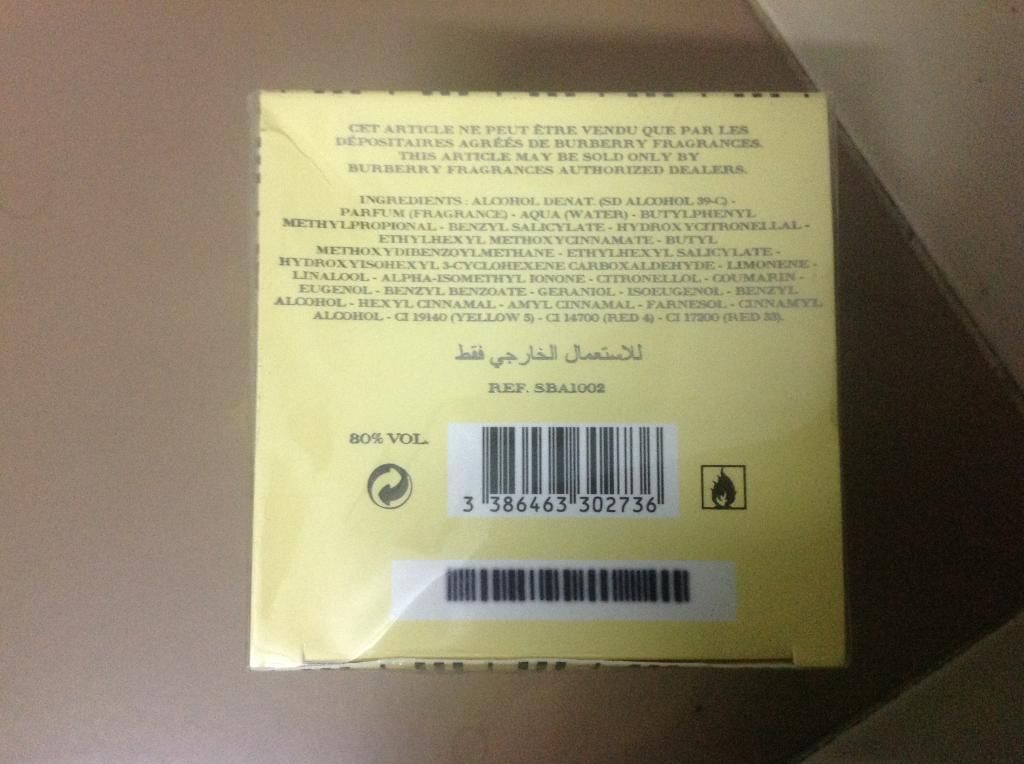 CET ARTICLE NE PEUT ÊTRE VENDU QUE PAR LES
DÉPOSITAIRES AGRÉÉS DE BURBERRY FRAGRANCES.
THIS ARTICLE MAY BE SOLD ONLY BY
BURBERRY FRAGRANCES AUTHORIZED DEALERS.
INGREDIENTS : ALCOHOL DENAT. (SD ALCOHOL 39-C) -
PARFUM (FRAGRANCE) - AQUA (WATER) - BUTYLPHENYL
METHYLPROPIONAL - BENZYL SALICYLATE - HYDROXYCITRONELLAL -
ETHYLHEXYL METHOXYCINNAMATE - BUTYL
METHOXYDIBENZOYLMETHANE - ETHYLHEXYL SALICYLATE -
HYDROXYISOHEXYL 3-CYCLOHEXENE CARBOXALDEHYDE - LIMONENE -
LINALOOL - ALPHA-ISOMETHYL IONONE - CITRONELLOL - COUMARIN -
EUGENOL - BENZYL BENZOATE - GERANIOL - ISOEUGENOL - BENZYL
ALCOHOL - HEXYL CINNAMAL - AMYL CINNAMAL - FARNESOL - CINNAMYL
ALCOHOL - CI 19140 (YELLOW 5) - CI 14700 (RED 4) - CI 17200 (RED 33).
للاستعمال الخارجي فقط
REF. SBA1002
80% VOL.
3 386463 302736